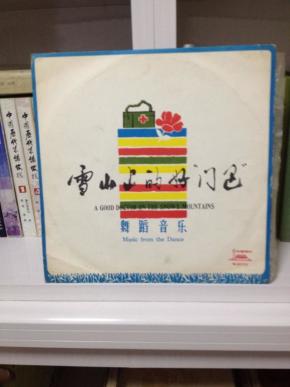 雪山上的好门巴
A GOOD DOCTOR ON THE SNOWY MOUNTAINS
舞蹈音乐
Music from the Dance